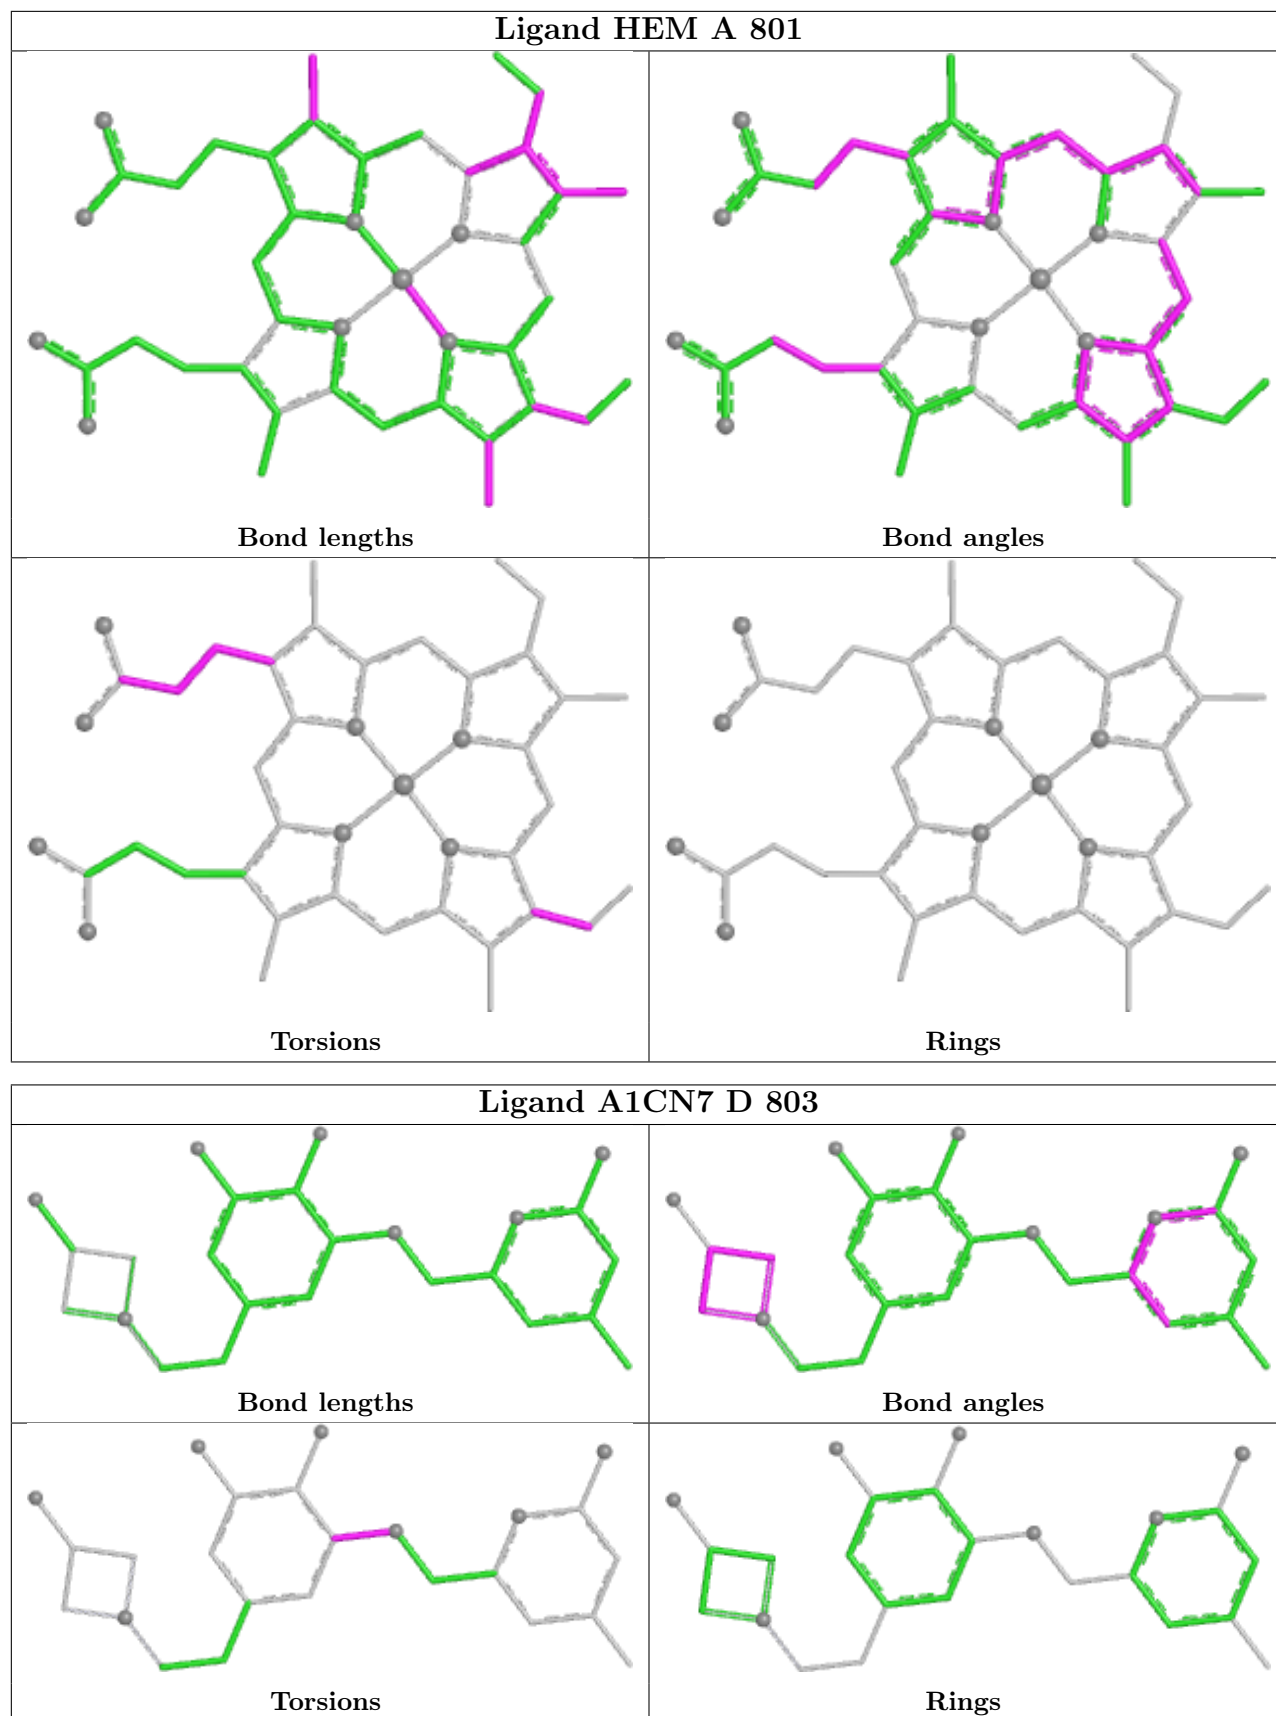 Ligand HEM A 801
Bond lengths
Bond angles
Torsions
Rings
Ligand A1CN7 D 803
Bond lengths
Bond angles
Torsions
Rings